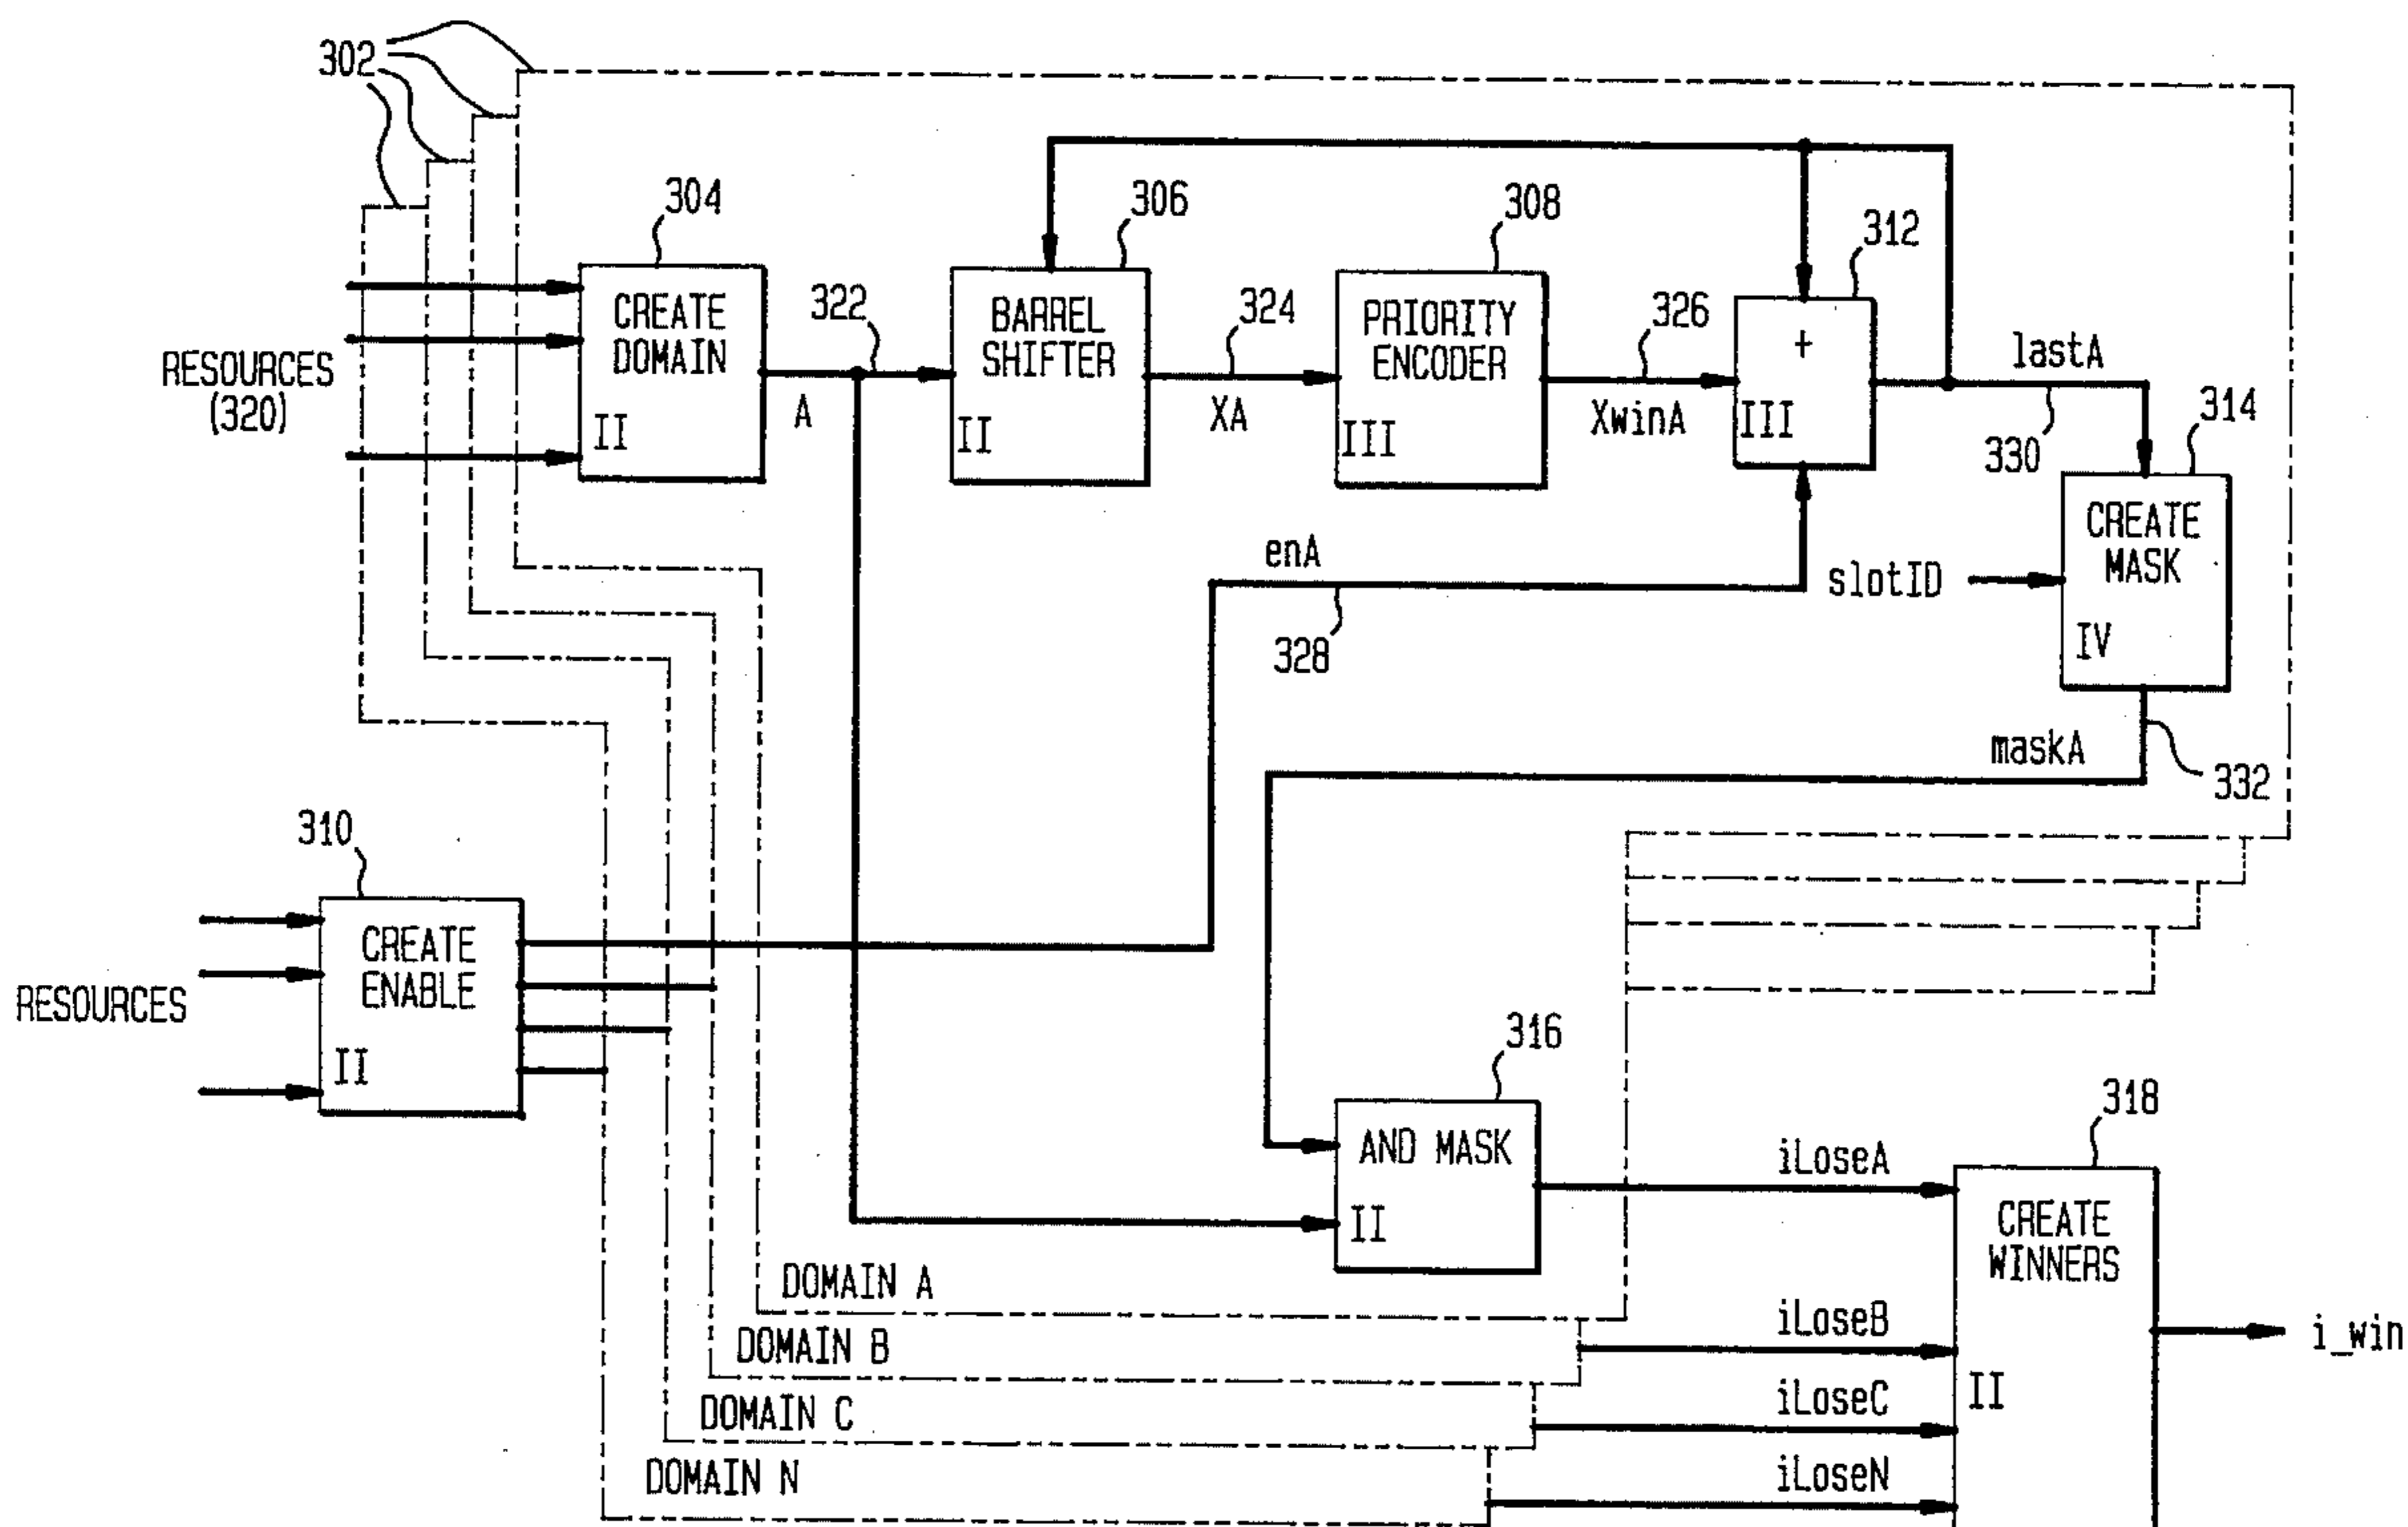 302
304
306
308
312
CREATE
DOMAIN
II
322
A
BARREL
SHIFTER
II
324
XA
PRIORITY
ENCODER
III
326
XwinA
+
III
lastA
330
314
RESOURCES
(320)
CREATE
MASK
IV
slotID
enA
328
maskA
332
310
CREATE
ENABLE
II
RESOURCES
316
AND MASK
II
318
iLoseA
CREATE
WINNERS
II
DOMAIN A
DOMAIN B
DOMAIN C
DOMAIN N
iLoseB
iLoseC
iLoseN
i_win